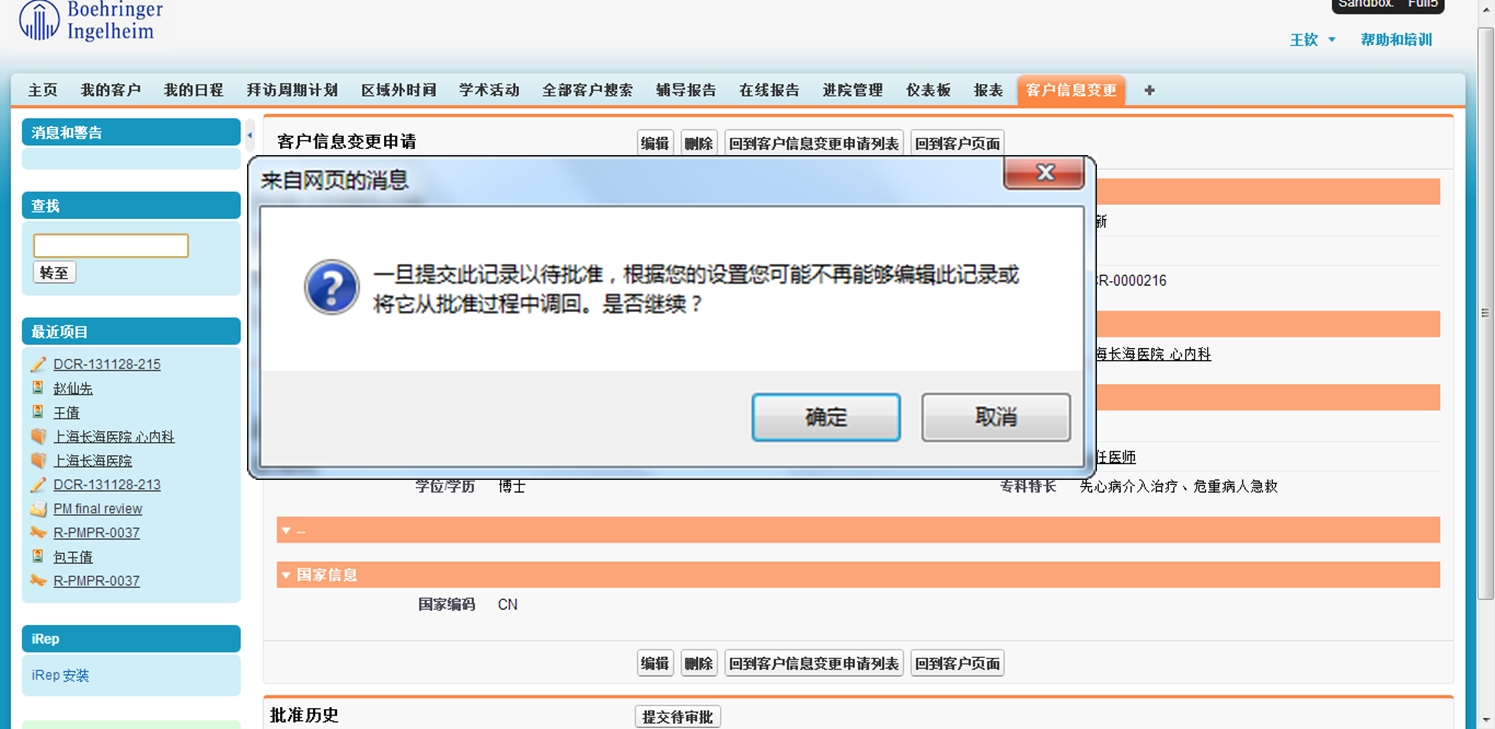 Boehringer
Ingelheim
Sandbox: Full5
王钦 帮助和培训
主页 我的客户 我的日程 拜访周期计划 区域外时间 学术活动 全部客户搜索 辅导报告 在线报告 进院管理 仪表板 报表 客户信息变更 +
消息和警告
查找
转至
最近项目
DCR-131128-215
赵仙先
王倩
上海长海医院 心内科
上海长海医院
DCR-131128-213
PM final review
R-PMPR-0037
包玉倩
R-PMPR-0037
iRep
iRep 安装
客户信息变更申请 编辑 删除 回到客户信息变更申请列表 回到客户页面
来自网页的消息
一旦提交此记录以待批准，根据您的设置您可能不再能够编辑此记录或
将它从批准过程中调回。是否继续？
确定 取消
新
CR-0000216
海长海医院 心内科
任医师
学位/学历 博士 专科特长 先心病介入治疗、危重病人急救
--
国家信息
国家编码 CN
编辑 删除 回到客户信息变更申请列表 回到客户页面
批准历史 提交待审批